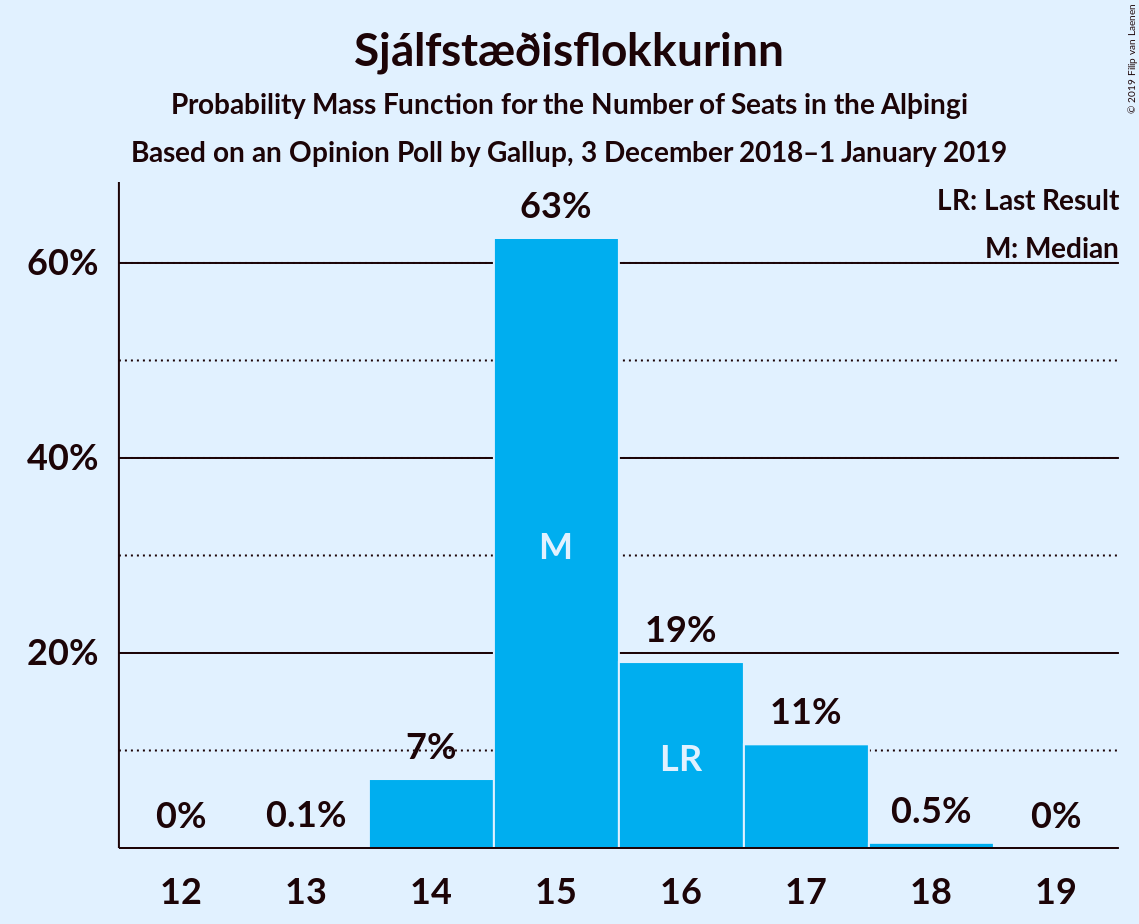 Sjálfstæðisflokkurinn
Probability Mass Function for the Number of Seats in the Alþingi
Based on an Opinion Poll by Gallup, 3 December 2018–1 January 2019
© 2019 Filip van Laenen
LR: Last Result
M: Median
60%
40%
20%
0%
0.1%
7%
63%
M
19%
LR
11%
0.5%
0%
12 13 14 15 16 17 18 19